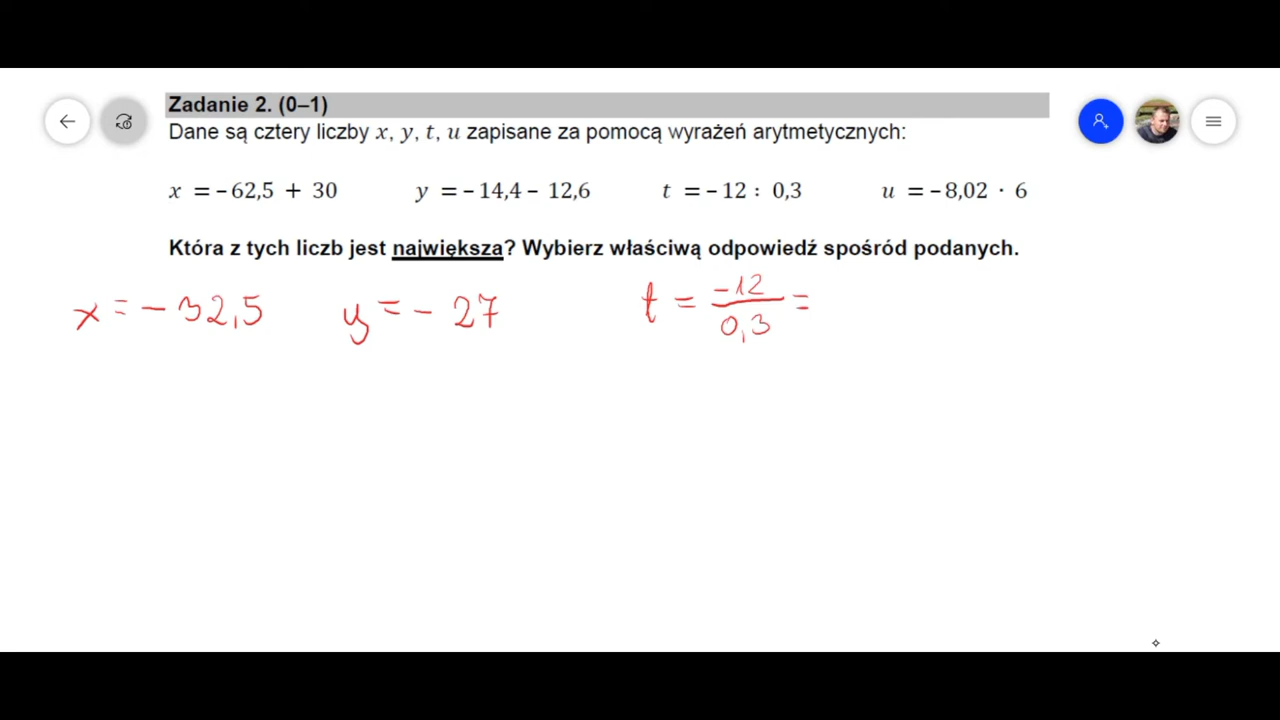 Zadanie 2. (0–1)
Dane są cztery liczby x, y, t, u zapisane za pomocą wyrażeń arytmetycznych:
x = – 62,5 + 30 y = – 14,4 – 12,6 t = – 12 : 0,3 u = – 8,02 · 6
Która z tych liczb jest największa? Wybierz właściwą odpowiedź spośród podanych.
x = – 32,5 y = – 27 t = –12/0,3 =